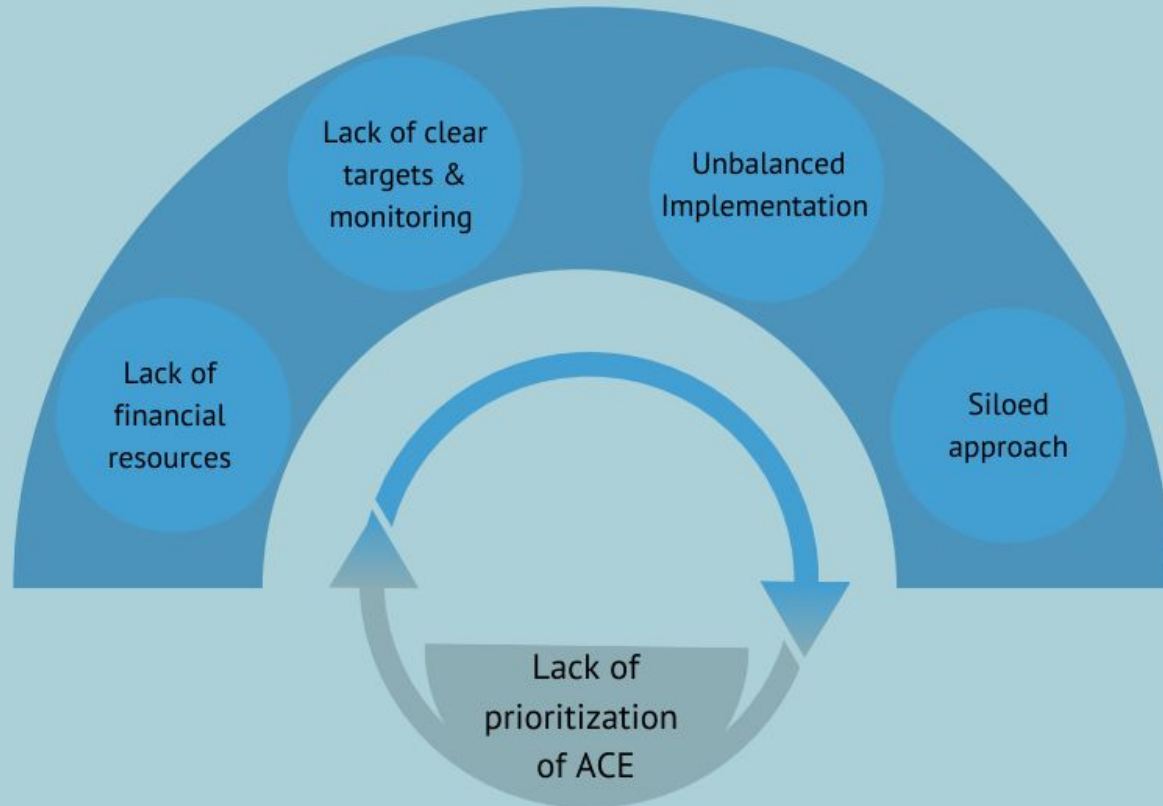 Lack of clear
targets &
monitoring
Unbalanced
Implementation
Lack of
financial
resources
Siloed
approach
Lack of
prioritization
of ACE